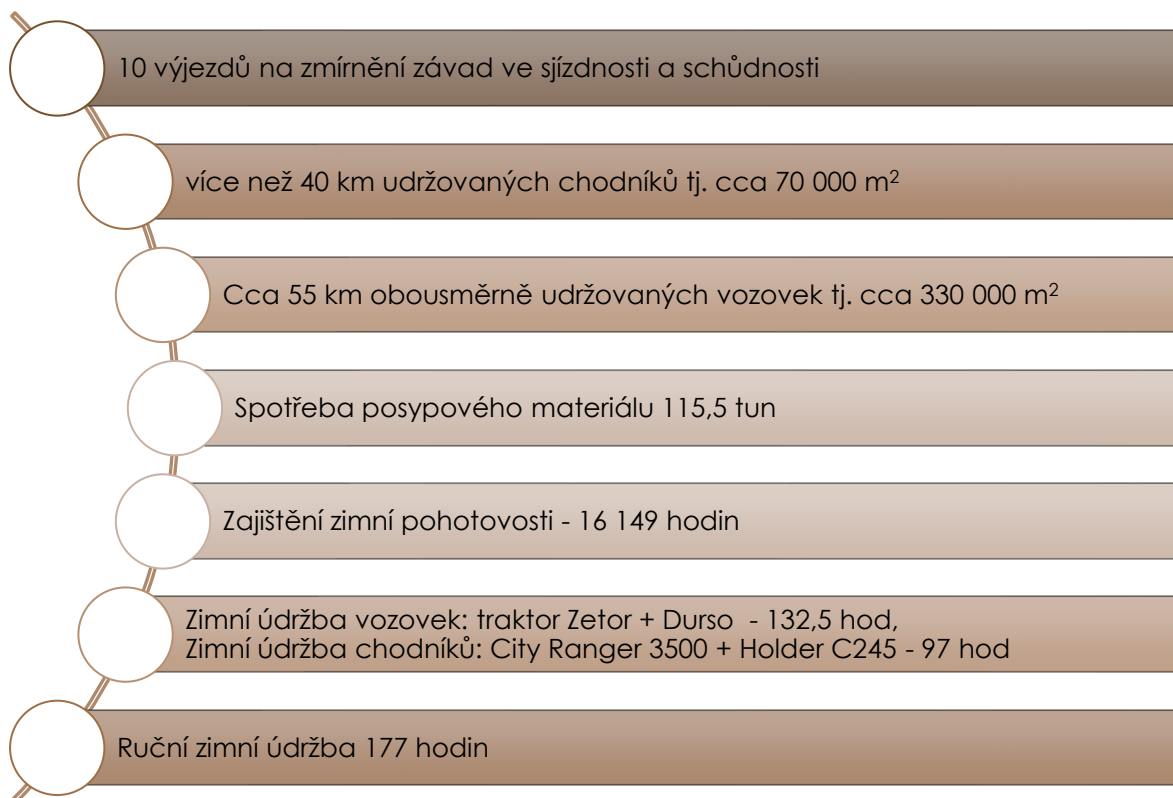 10 výjezdů na zmírnění závad ve sjízdnosti a schůdnosti
více než 40 km udržovaných chodníků tj. cca 70 000 m²
Cca 55 km obousměrně udržovaných vozovek tj. cca 330 000 m²
Spotřeba posypového materiálu 115,5 tun
Zajištění zimní pohotovosti - 16 149 hodin
Zimní údržba vozovek: traktor Zetor + Durso - 132,5 hod,
Zimní údržba chodníků: City Ranger 3500 + Holder C245 - 97 hod
Ruční zimní údržba 177 hodin